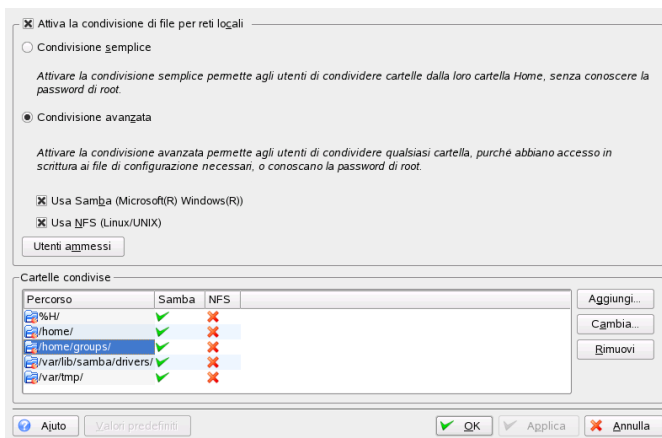 Attiva la condivisione di file per reti locali
Condivisione semplice
Attivare la condivisione semplice permette agli utenti di condividere cartelle dalla loro cartella Home, senza conoscere la
password di root.
Condivisione avanzata
Attivare la condivisione avanzata permette agli utenti di condividere qualsiasi cartella, purché abbiano accesso in
scrittura ai file di configurazione necessari, o conoscano la password di root.
Usa Samba (Microsoft(R) Windows(R))
Usa NFS (Linux/UNIX)
Utenti ammessi
Cartelle condivise
Percorso Samba NFS
%H/
/home/
/home/groups/
/var/lib/samba/drivers/
/var/tmp/
Aggiungi...
Cambia...
Rimuovi
Aiuto Valori predefiniti OK Applica Annulla